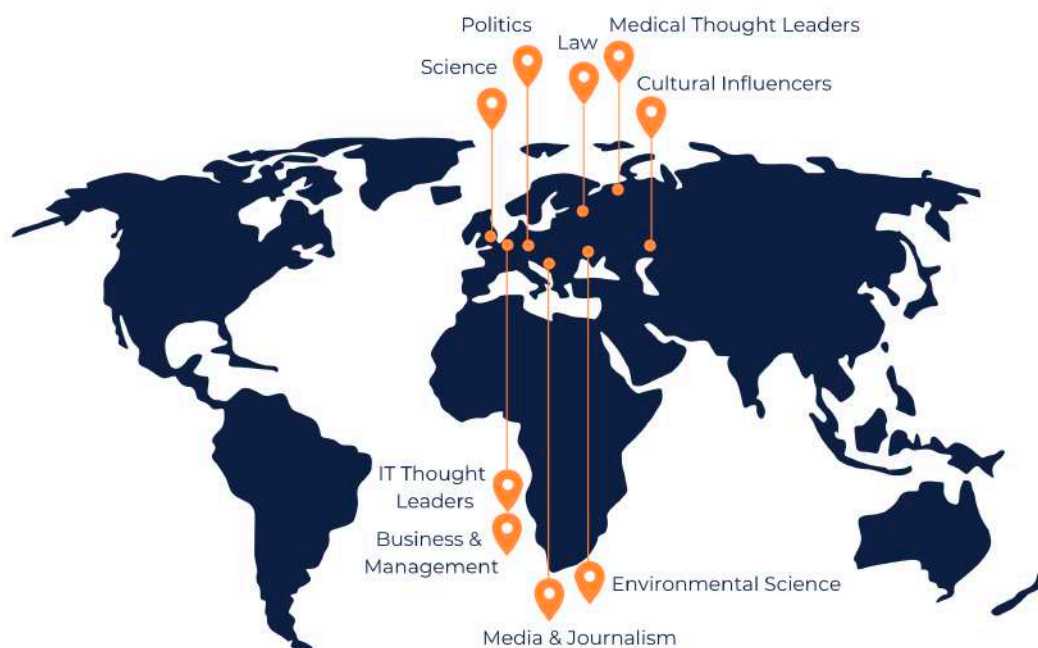 Politics
Medical Thought Leaders
Law
Science
Cultural Influencers
IT Thought
Leaders
Business &
Management
Environmental Science
Media & Journalism